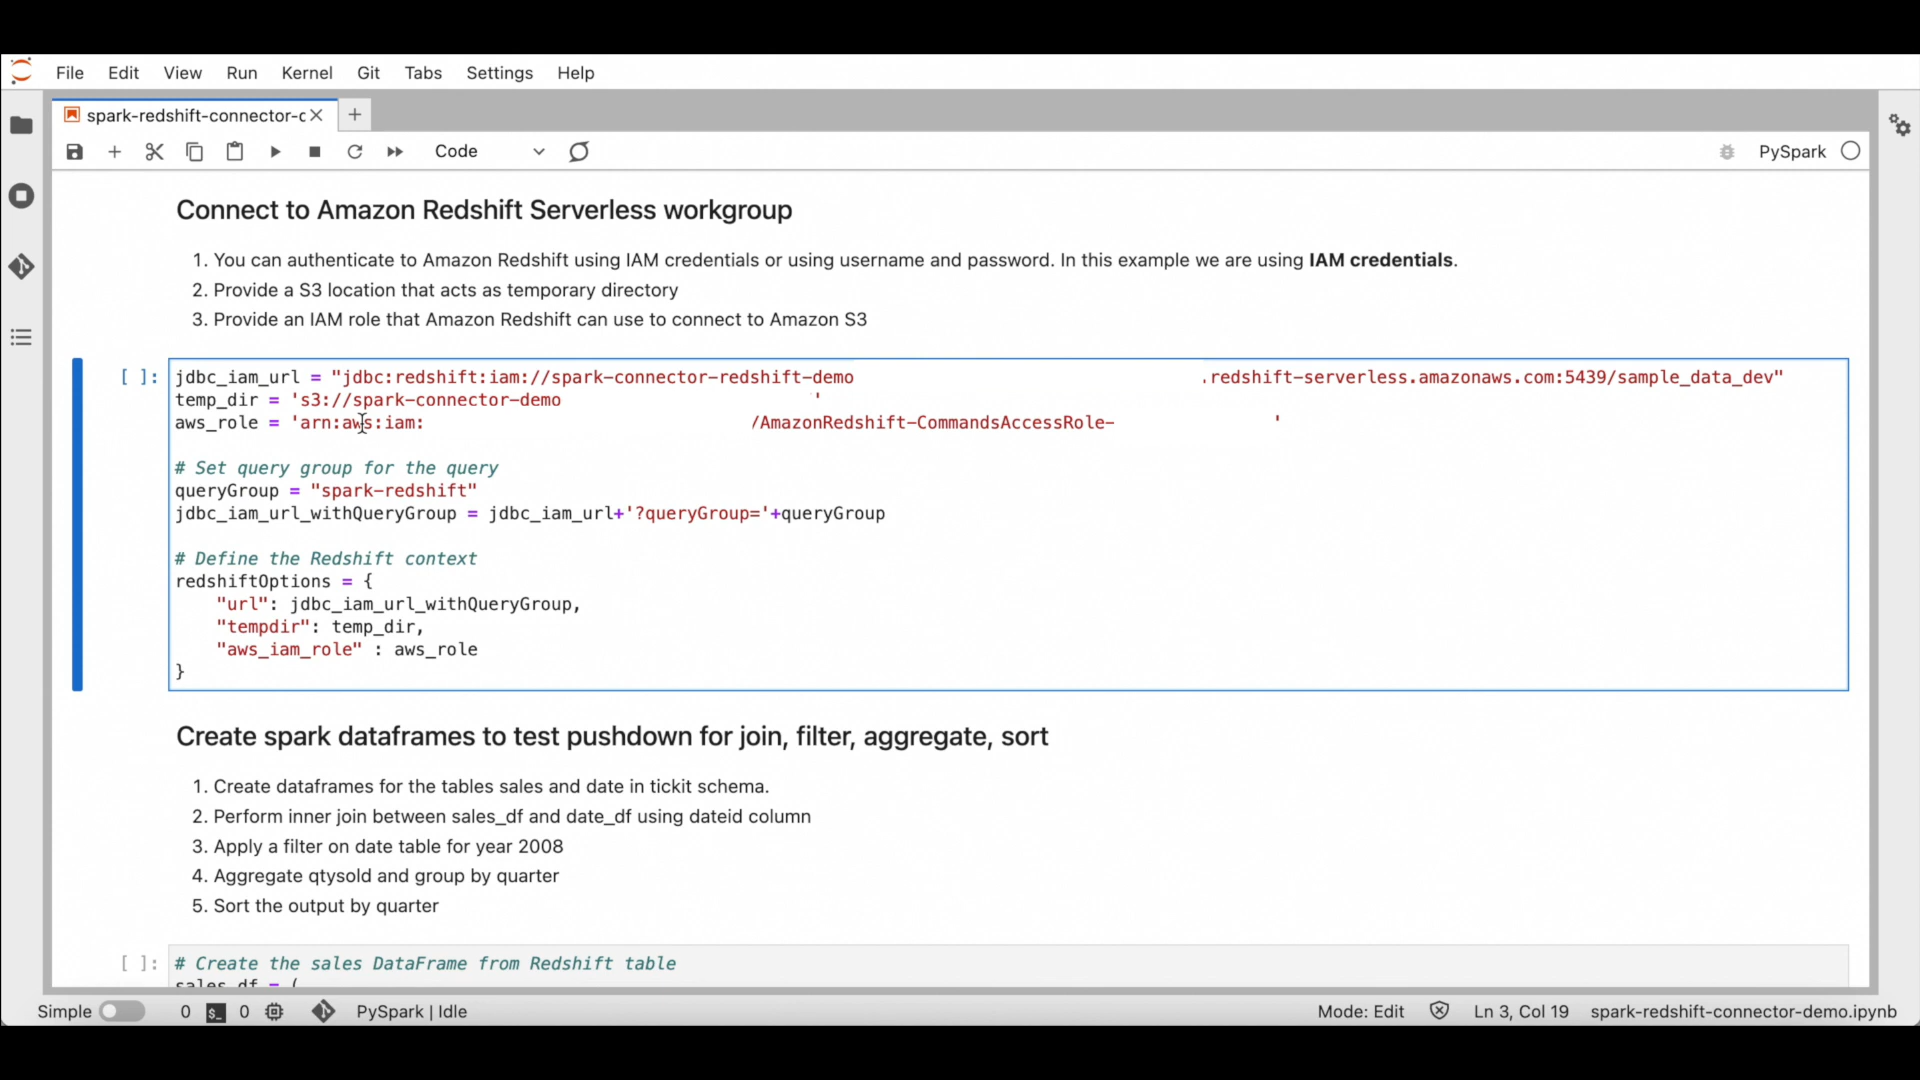 File Edit View Run Kernel Git Tabs Settings Help
spark-redshift-connector-c
Code
PySpark
Connect to Amazon Redshift Serverless workgroup
1. You can authenticate to Amazon Redshift using IAM credentials or using username and password. In this example we are using IAM credentials.
2. Provide a S3 location that acts as temporary directory
3. Provide an IAM role that Amazon Redshift can use to connect to Amazon S3
[ ]: jdbc_iam_url = "jdbc:redshift:iam://spark-connector-redshift-demo .redshift-serverless.amazonaws.com:5439/sample_data_dev"
temp_dir = 's3://spark-connector-demo '
aws_role = 'arn:aws:iam: /AmazonRedshift-CommandsAccessRole- '
# Set query group for the query
queryGroup = "spark-redshift"
jdbc_iam_url_withQueryGroup = jdbc_iam_url+'?queryGroup='+queryGroup
# Define the Redshift context
redshiftOptions = {
"url": jdbc_iam_url_withQueryGroup,
"tempdir": temp_dir,
"aws_iam_role" : aws_role
}
Create spark dataframes to test pushdown for join, filter, aggregate, sort
1. Create dataframes for the tables sales and date in tickit schema.
2. Perform inner join between sales_df and date_df using dateid column
3. Apply a filter on date table for year 2008
4. Aggregate qtysold and group by quarter
5. Sort the output by quarter
[ ]: # Create the sales DataFrame from Redshift table
sales_df = (
Simple 0 $_ 0 PySpark | Idle Mode: Edit Ln 3, Col 19 spark-redshift-connector-demo.ipynb